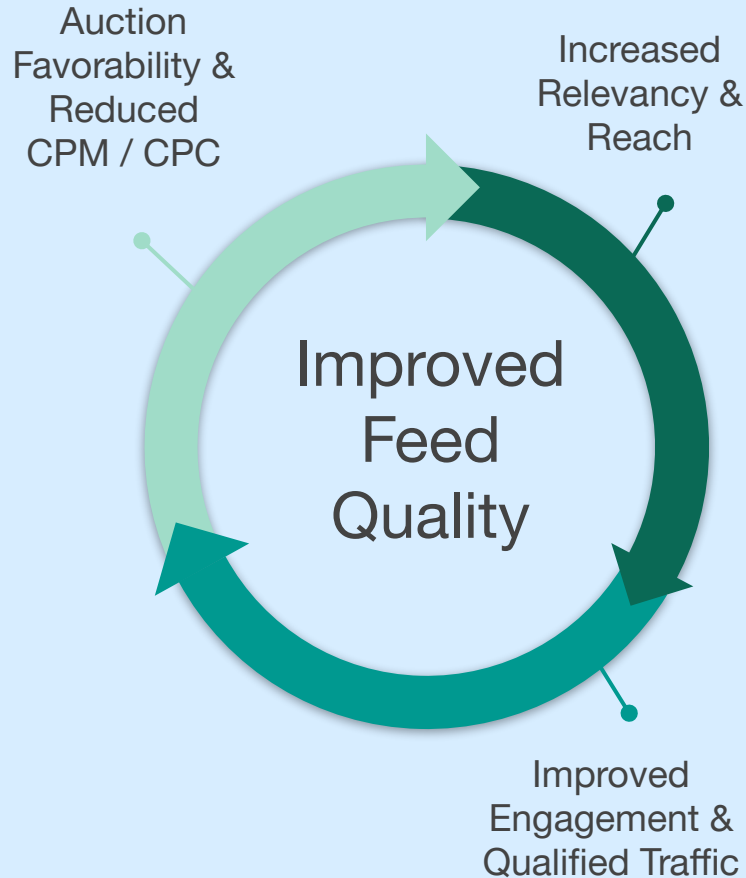 Auction
Favorability &
Reduced
CPM / CPC
Increased
Relevancy &
Reach
Improved
Feed
Quality
Improved
Engagement &
Qualified Traffic